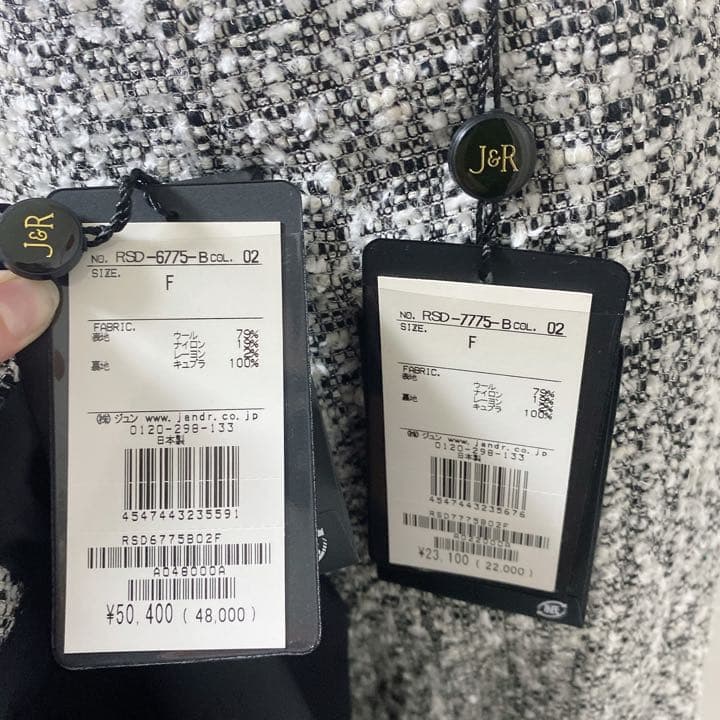 J&R
J&R
NO. RSD-6775-B COL. 02
SIZE.
F
FABRIC.
表地 ウール 79%
ナイロン 19%
レーヨン 2%
裏地 キュプラ 100%
㈱ ジュン www.jandr.co.jp
0120-298-133
日本製
4547443235591
RSD6775B02F
A048000A
¥50,400 (48,000)
NO. RSD-7775-B COL. 02
SIZE.
F
FABRIC.
表地 ウール 79%
ナイロン 19%
レーヨン 2%
裏地 キュプラ 100%
㈱ ジュン www.jandr.co.jp
0120-298-133
日本製
4547443235676
RSD7775B02F
A022000A
¥23,100 (22,000)